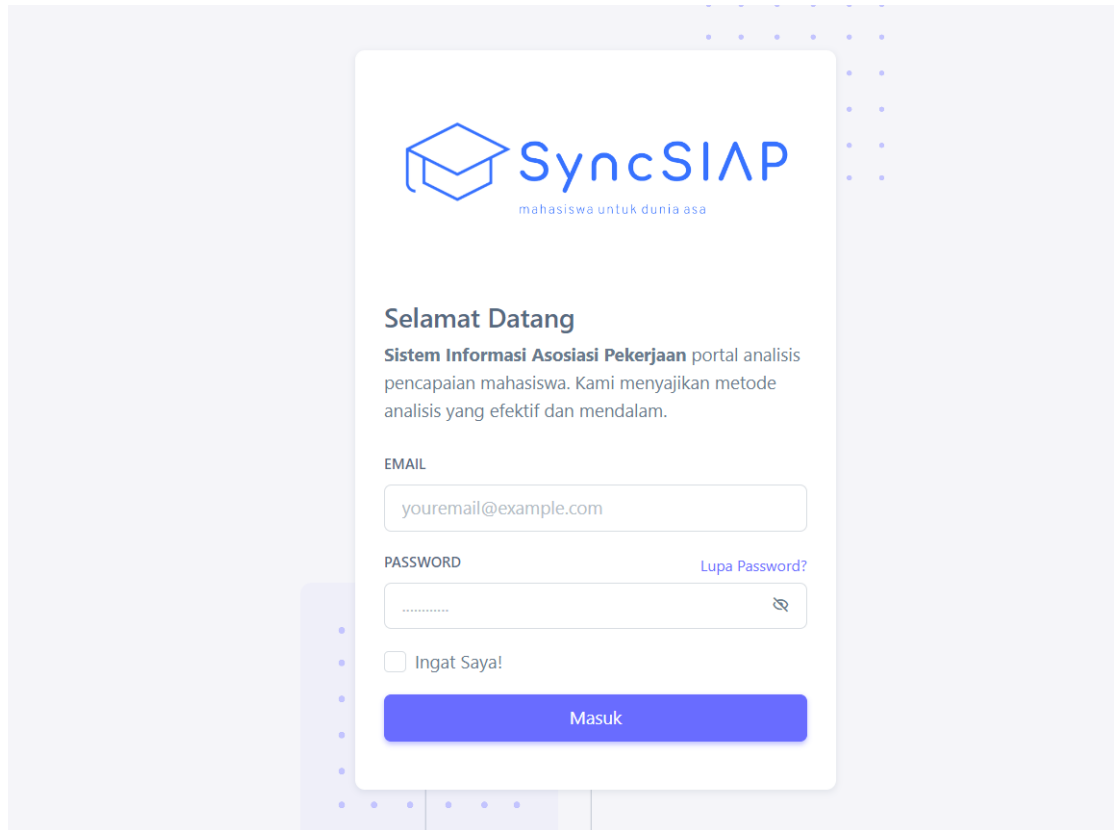 SyncSIAP
mahasiswa untuk dunia asa
Selamat Datang
Sistem Informasi Asosiasi Pekerjaan portal analisis
pencapaian mahasiswa. Kami menyajikan metode
analisis yang efektif dan mendalam.
EMAIL
youremail@example.com
PASSWORD
Lupa Password?
............
Ingat Saya!
Masuk